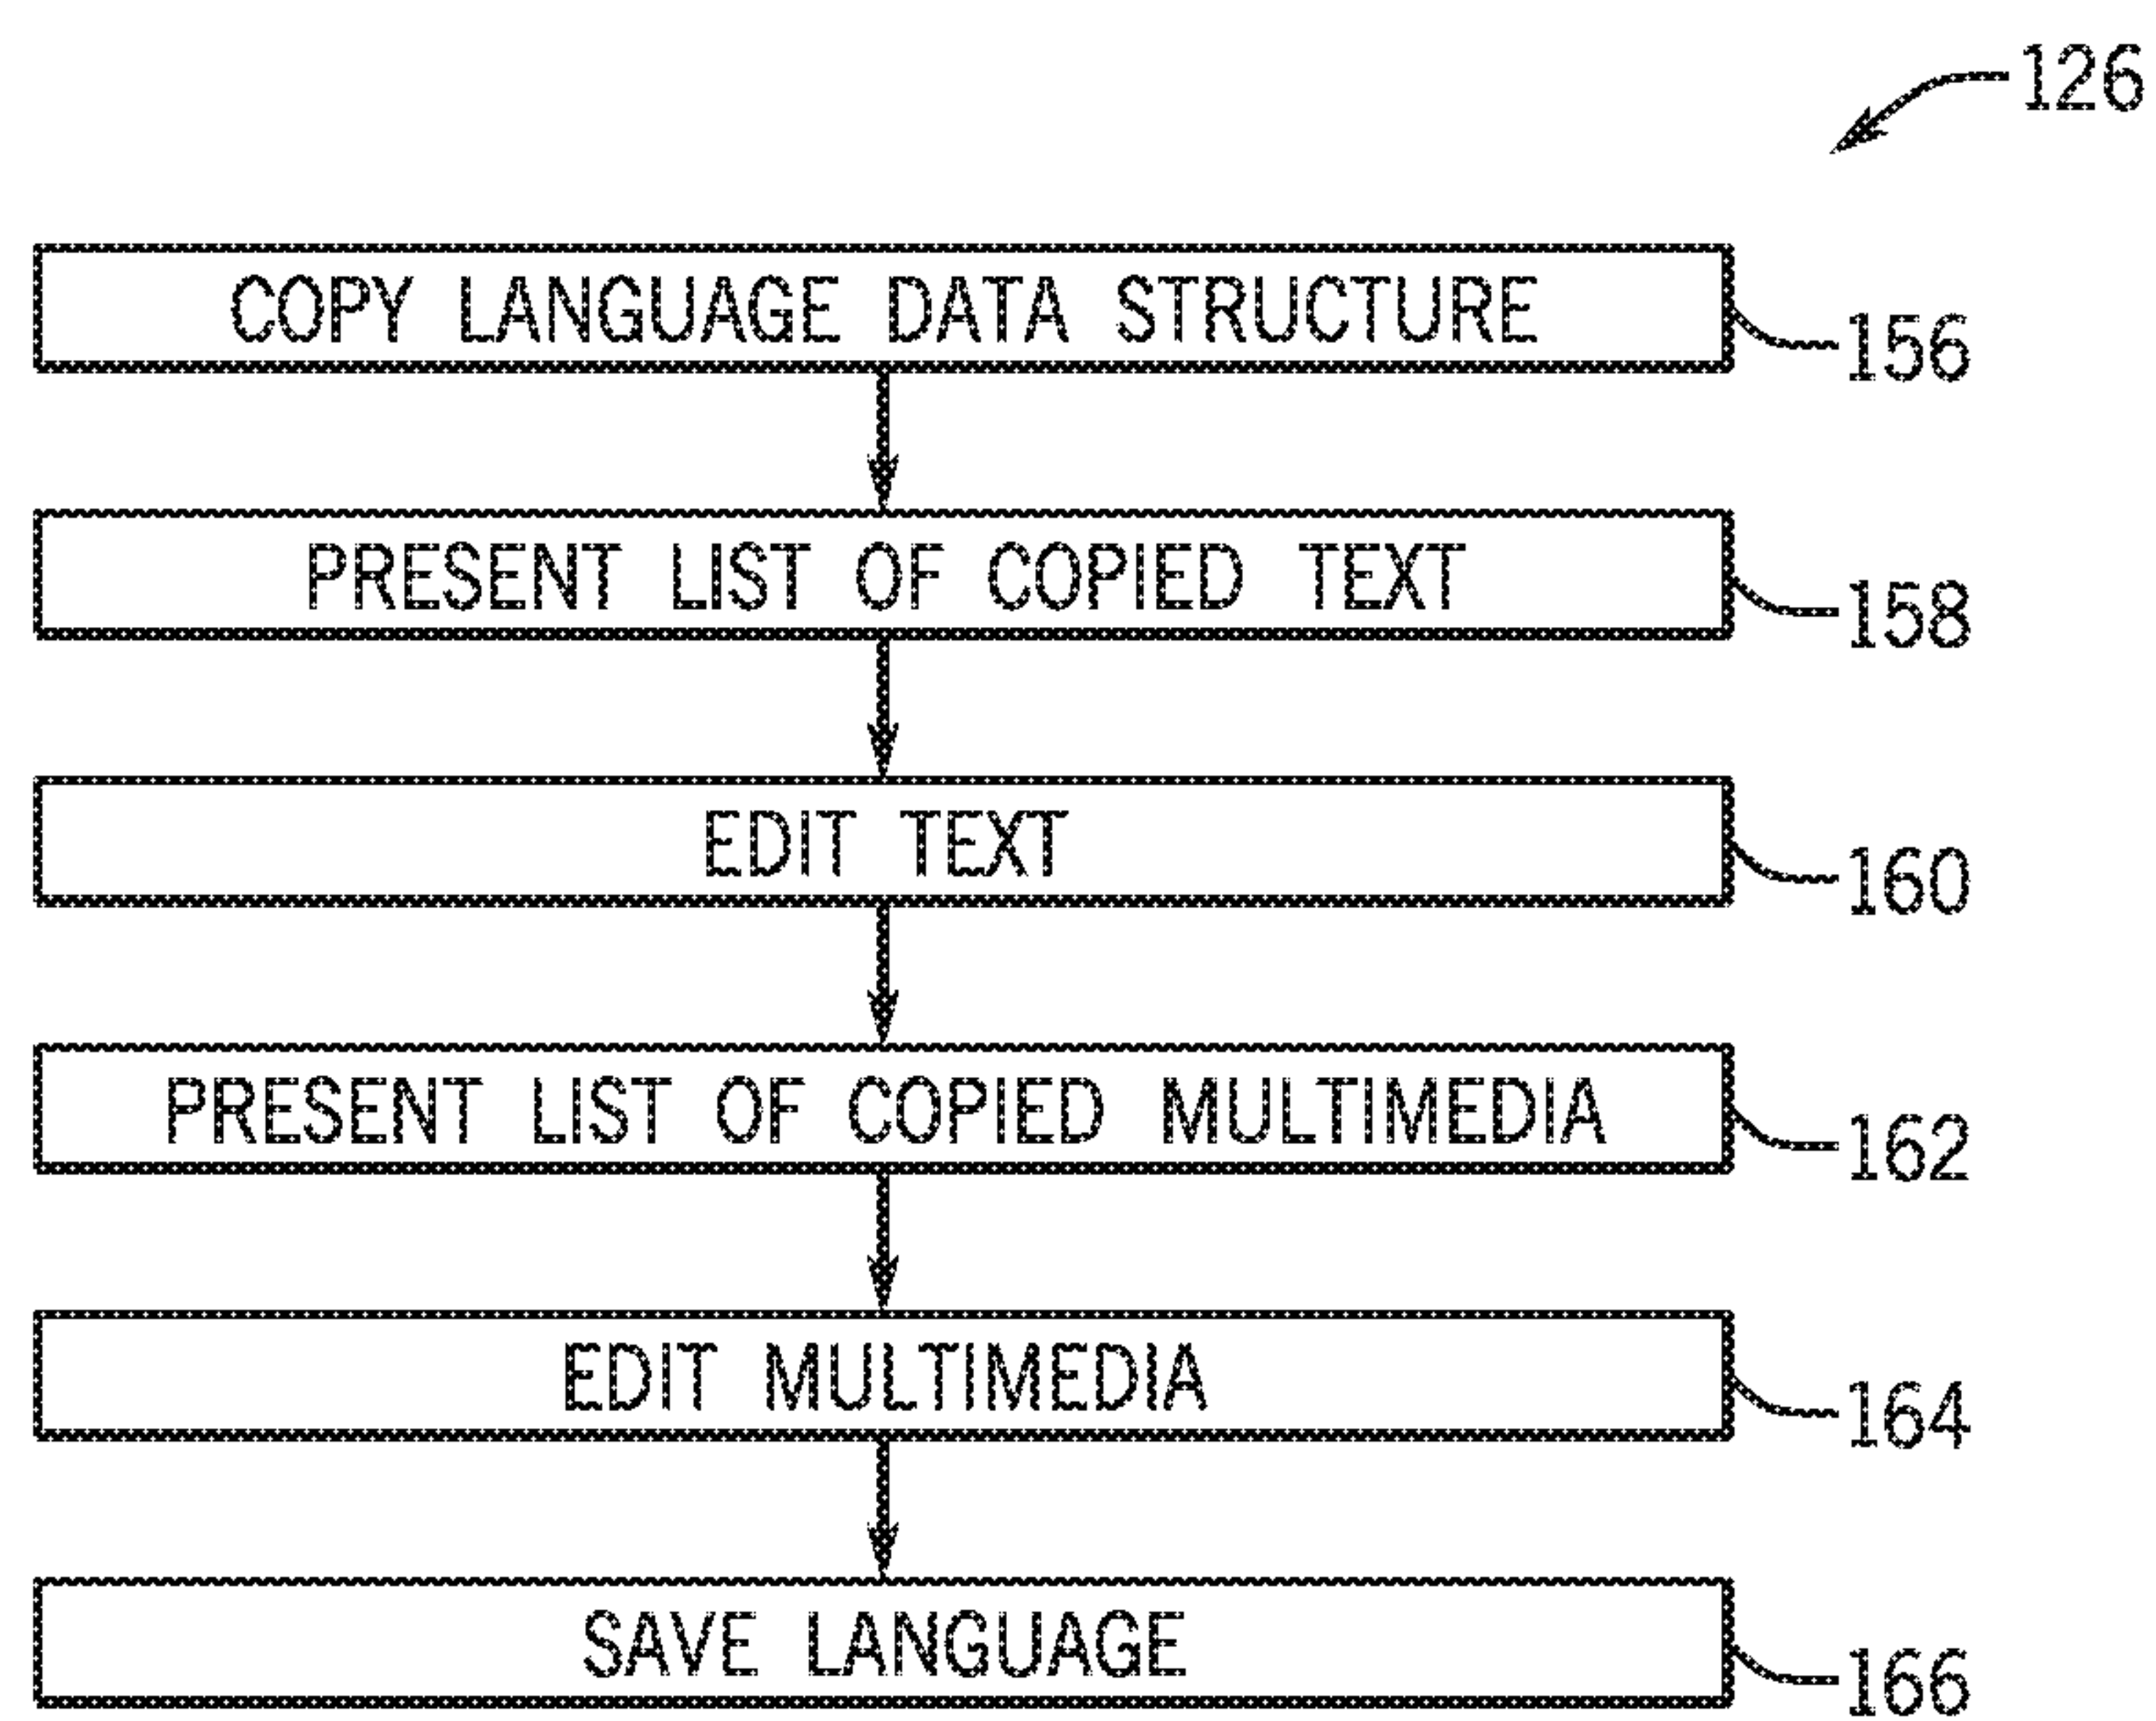 126
COPY LANGUAGE DATA STRUCTURE
156
PRESENT LIST OF COPIED TEXT
158
EDIT TEXT
160
PRESENT LIST OF COPIED MULTIMEDIA
162
EDIT MULTIMEDIA
164
SAVE LANGUAGE
166